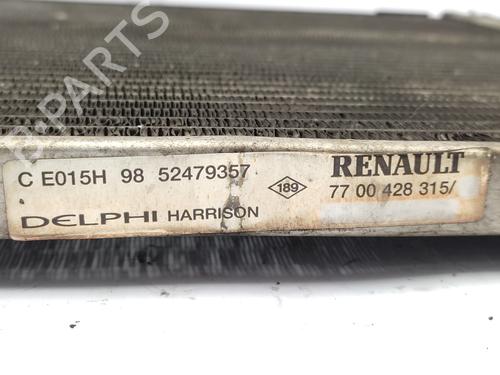 B-PARTS
C E015H 98 52479357
DELPHI HARRISON
189
RENAULT
77 00 428 315/